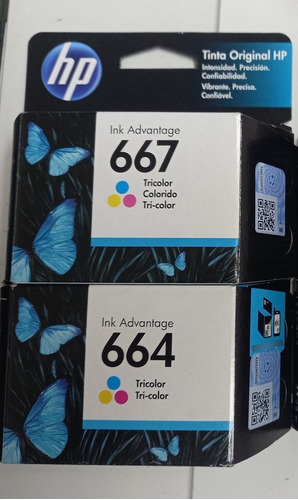 hp
Tinta Original HP
Intensidad. Precisión.
Confiabilidad.
Vibrante. Precisa.
Confiável.
Ink Advantage
667
Tricolor
Colorido
Tri-color
Ink Advantage
664
Tricolor
Tri-color